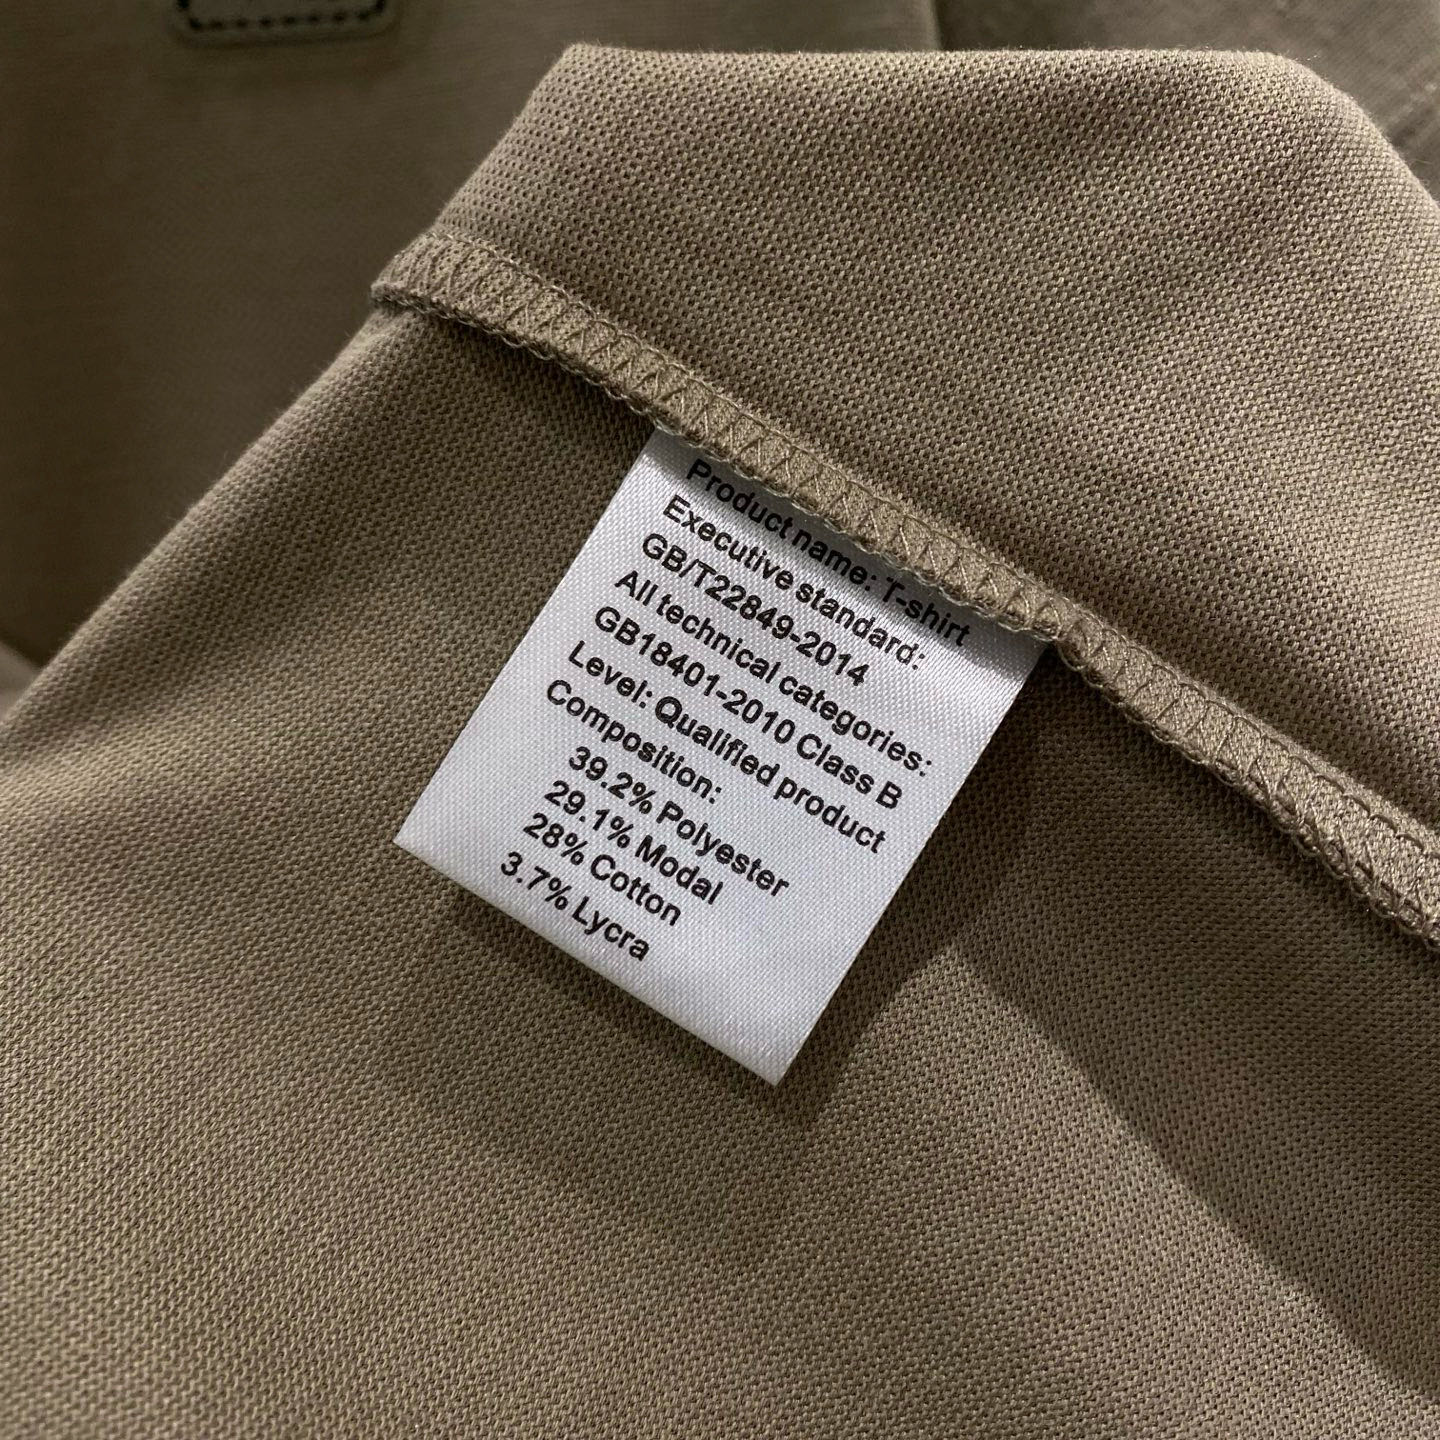 Product name: T-shirt
Executive standard:
GB/T22849-2014
All technical categories:
GB18401-2010 Class B
Level: Qualified product
Composition:
39.2% Polyester
29.1% Modal
28% Cotton
3.7% Lycra